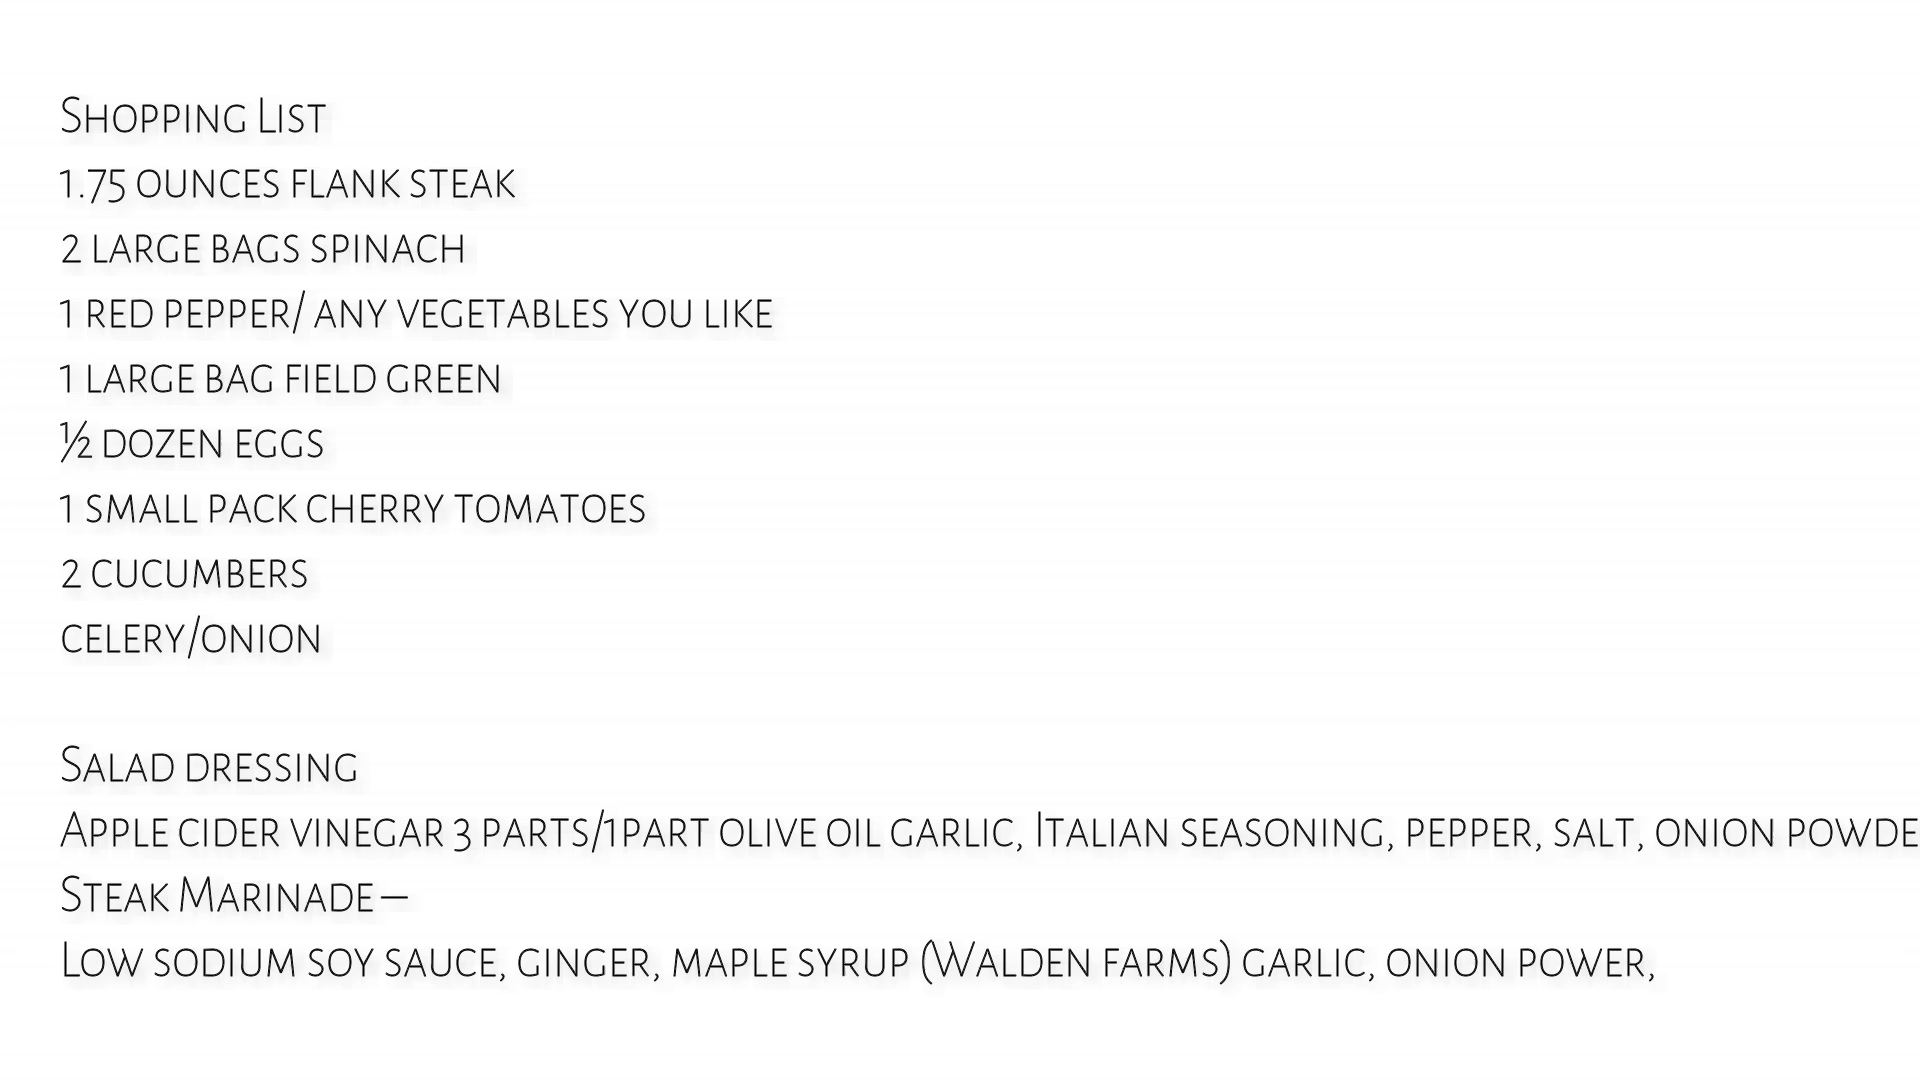 Shopping List
1.75 ounces flank steak
2 large bags spinach
1 red pepper/ any vegetables you like
1 large bag field green
½ dozen eggs
1 small pack cherry tomatoes
2 cucumbers
celery/onion
Salad dressing
Apple cider vinegar 3 parts/1part olive oil garlic, Italian seasoning, pepper, salt, onion powde
Steak Marinade–
Low sodium soy sauce, ginger, maple syrup (Walden farms) garlic, onion power,